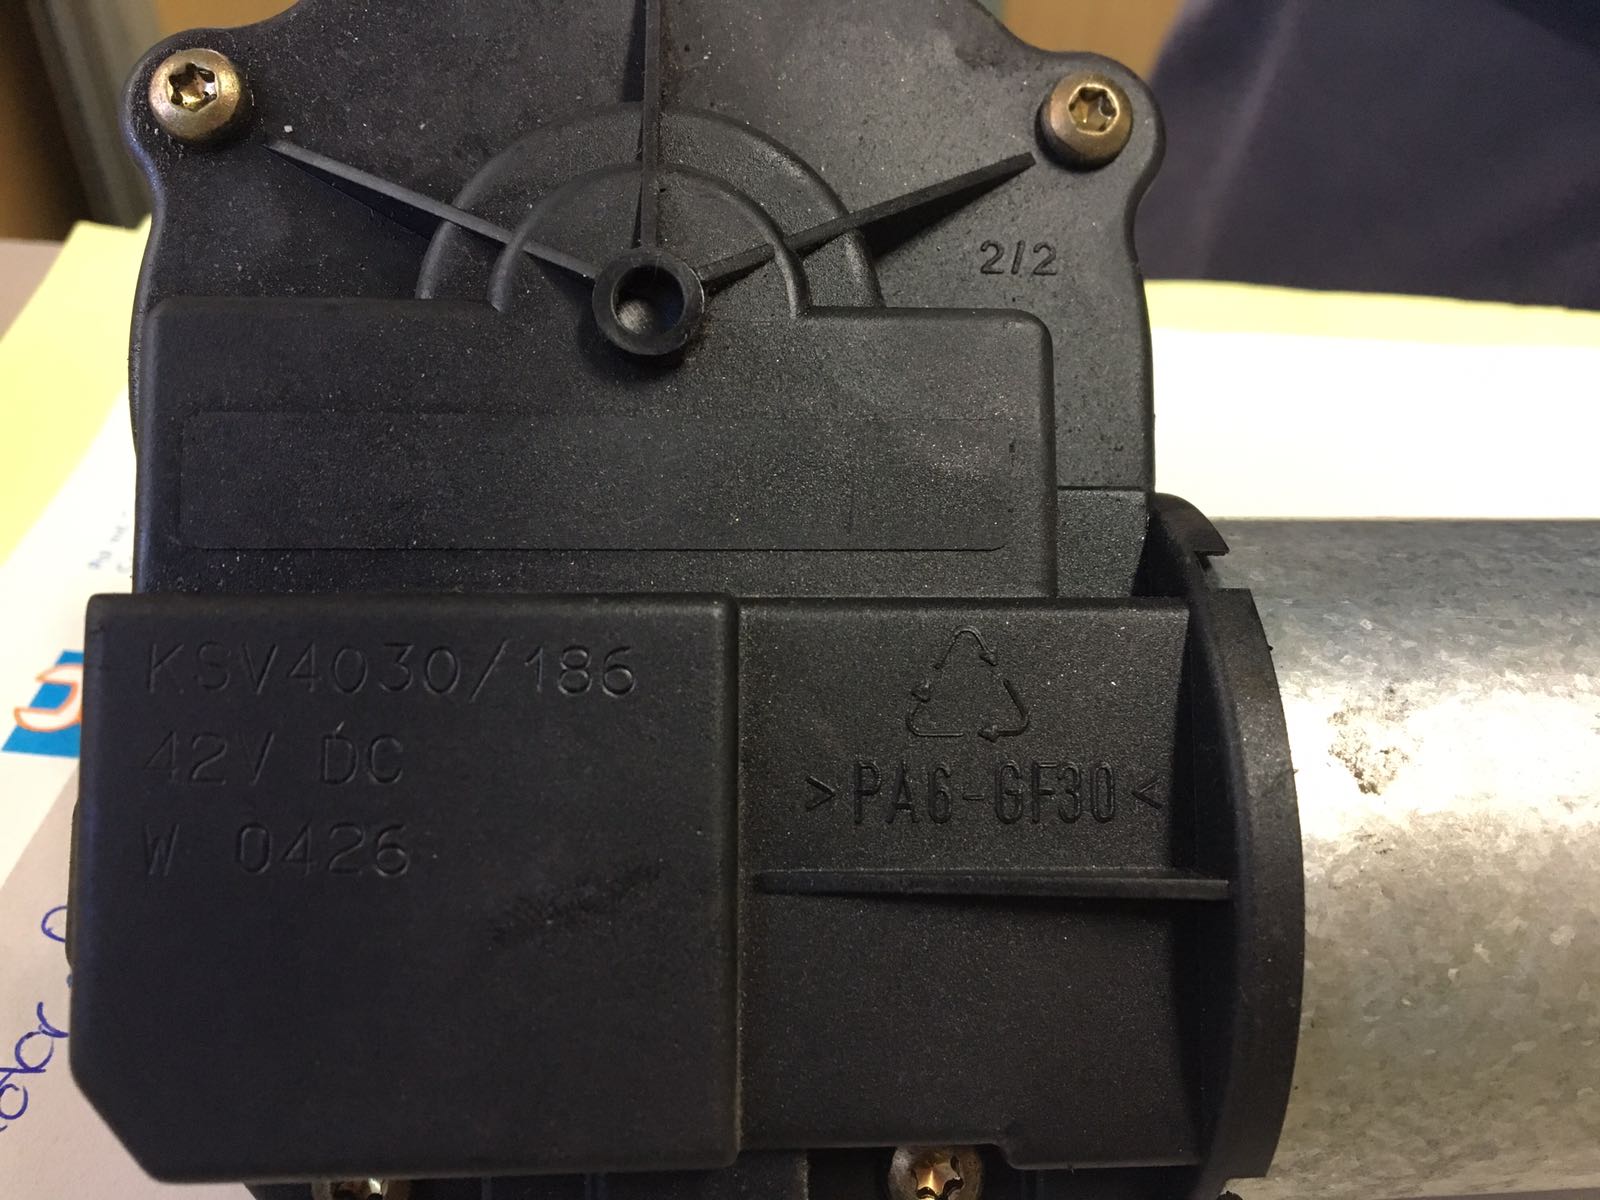 2/2
KSV4030/186
42V DC
W 0426
>PA6-GF30<